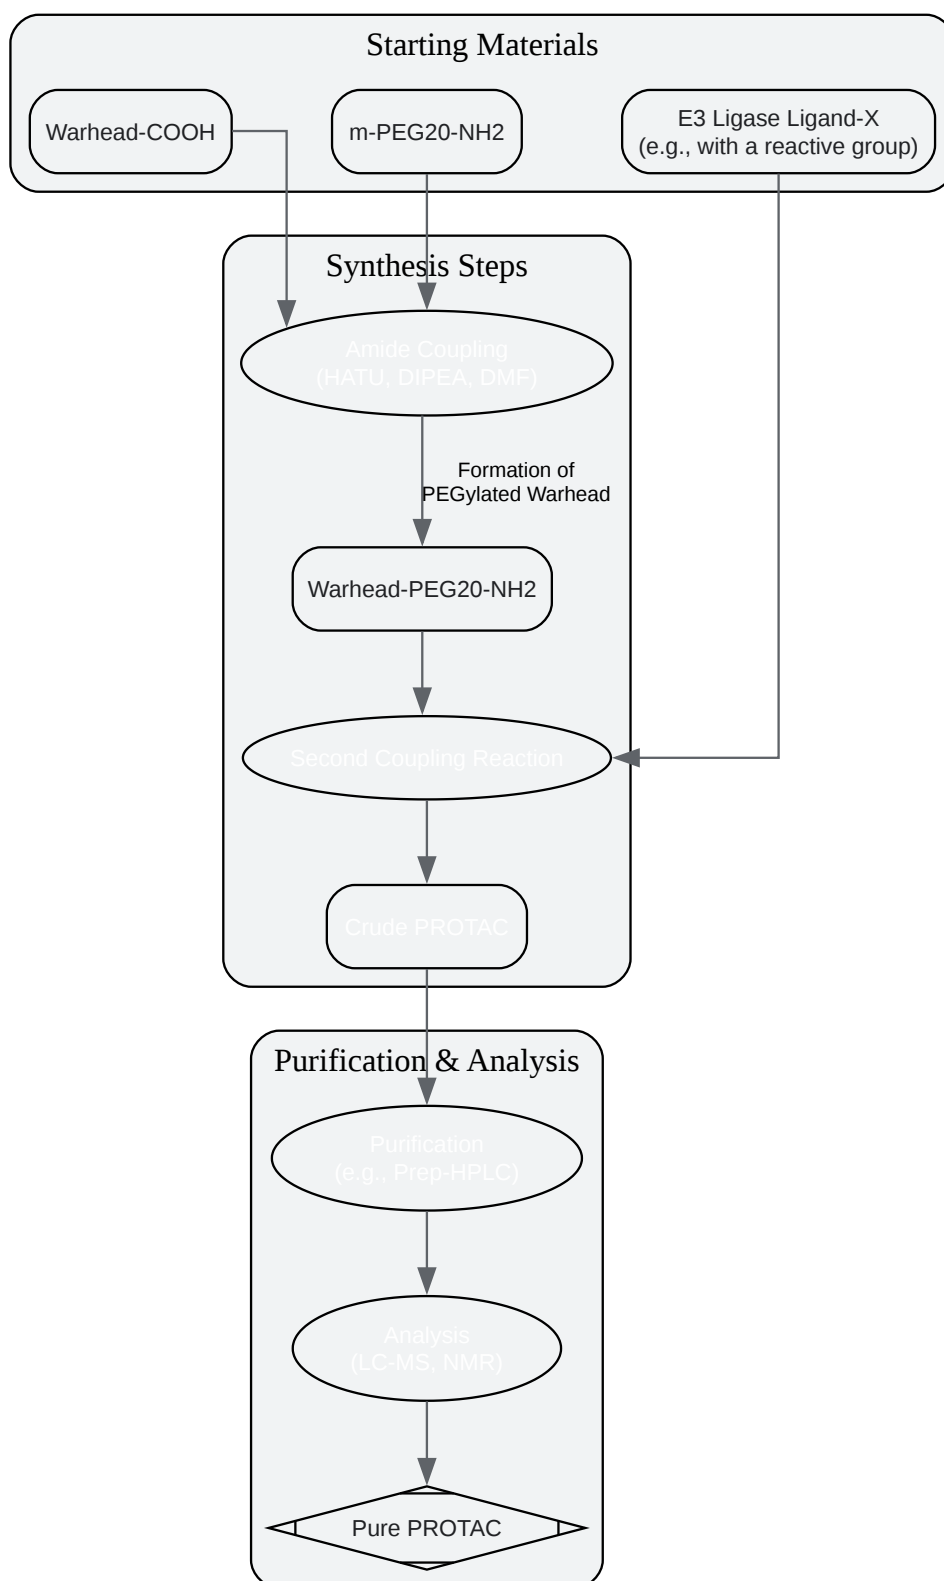 Starting Materials
Warhead-COOH
m-PEG20-NH2
E3 Ligase Ligand-X
(e.g., with a reactive group)
Synthesis Steps
Amide Coupling
(HATU, DIPEA, DMF)
Formation of
PEGylated Warhead
Warhead-PEG20-NH2
Second Coupling Reaction
Crude PROTAC
Purification & Analysis
Purification
(e.g., Prep-HPLC)
Analysis
(LC-MS, NMR)
Pure PROTAC